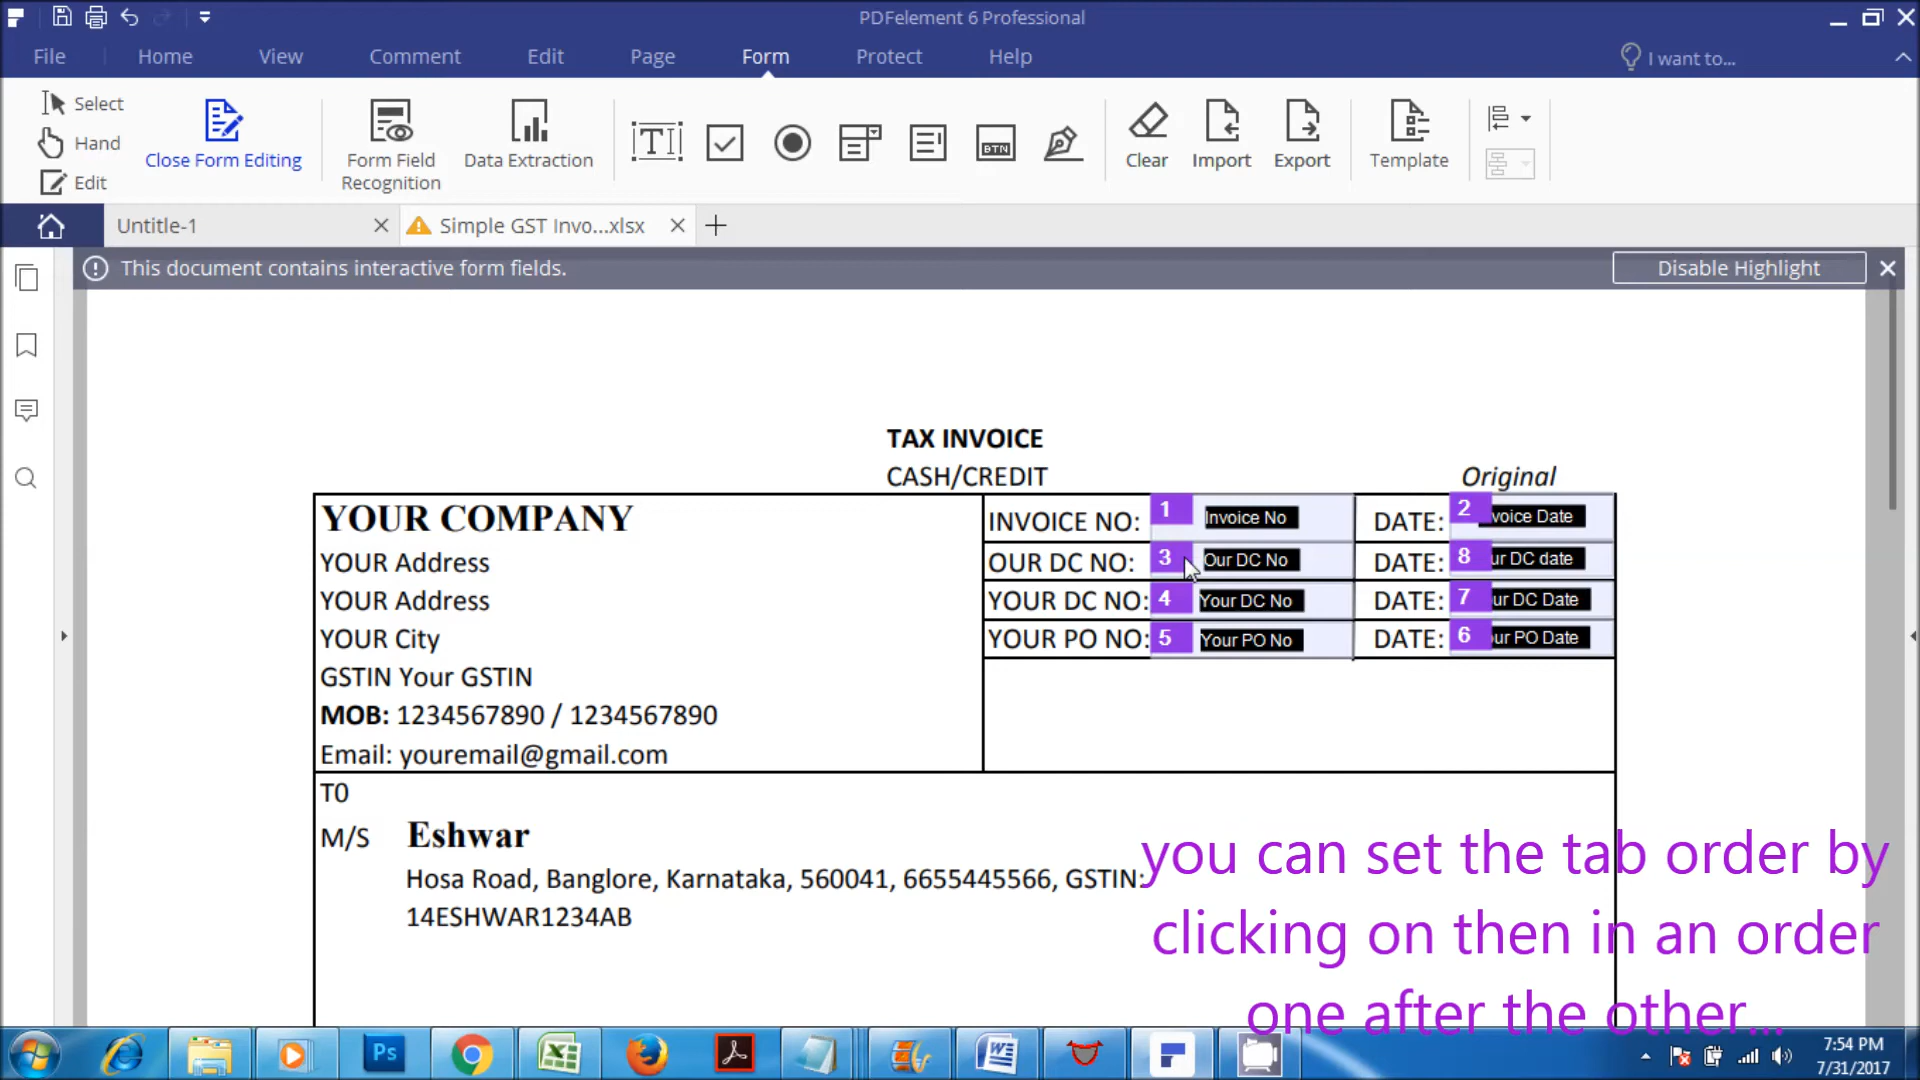 PDFelement 6 Professional
File Home View Comment Edit Page Form Protect Help I want to...
Select
Hand
Edit
Close Form Editing
Form Field Recognition
Data Extraction
T
BTN
Clear
Import
Export
Template
Untitle-1
Simple GST Invo...xlsx
This document contains interactive form fields.
Disable Highlight
TAX INVOICE
CASH/CREDIT Original
YOUR COMPANY
YOUR Address
YOUR Address
YOUR City
GSTIN Your GSTIN
MOB: 1234567890 / 1234567890
Email: youremail@gmail.com
INVOICE NO: 1 Invoice No DATE: 2 voice Date
OUR DC NO: 3 Our DC No DATE: 8 ur DC date
YOUR DC NO: 4 Your DC No DATE: 7 ur DC Date
YOUR PO NO: 5 Your PO No DATE: 6 our PO Date
T0
M/S Eshwar
Hosa Road, Banglore, Karnataka, 560041, 6655445566, GSTIN:
14ESHWAR1234AB
you can set the tab order by
clicking on then in an order
one after the other...
Ps
7:54 PM
7/31/2017